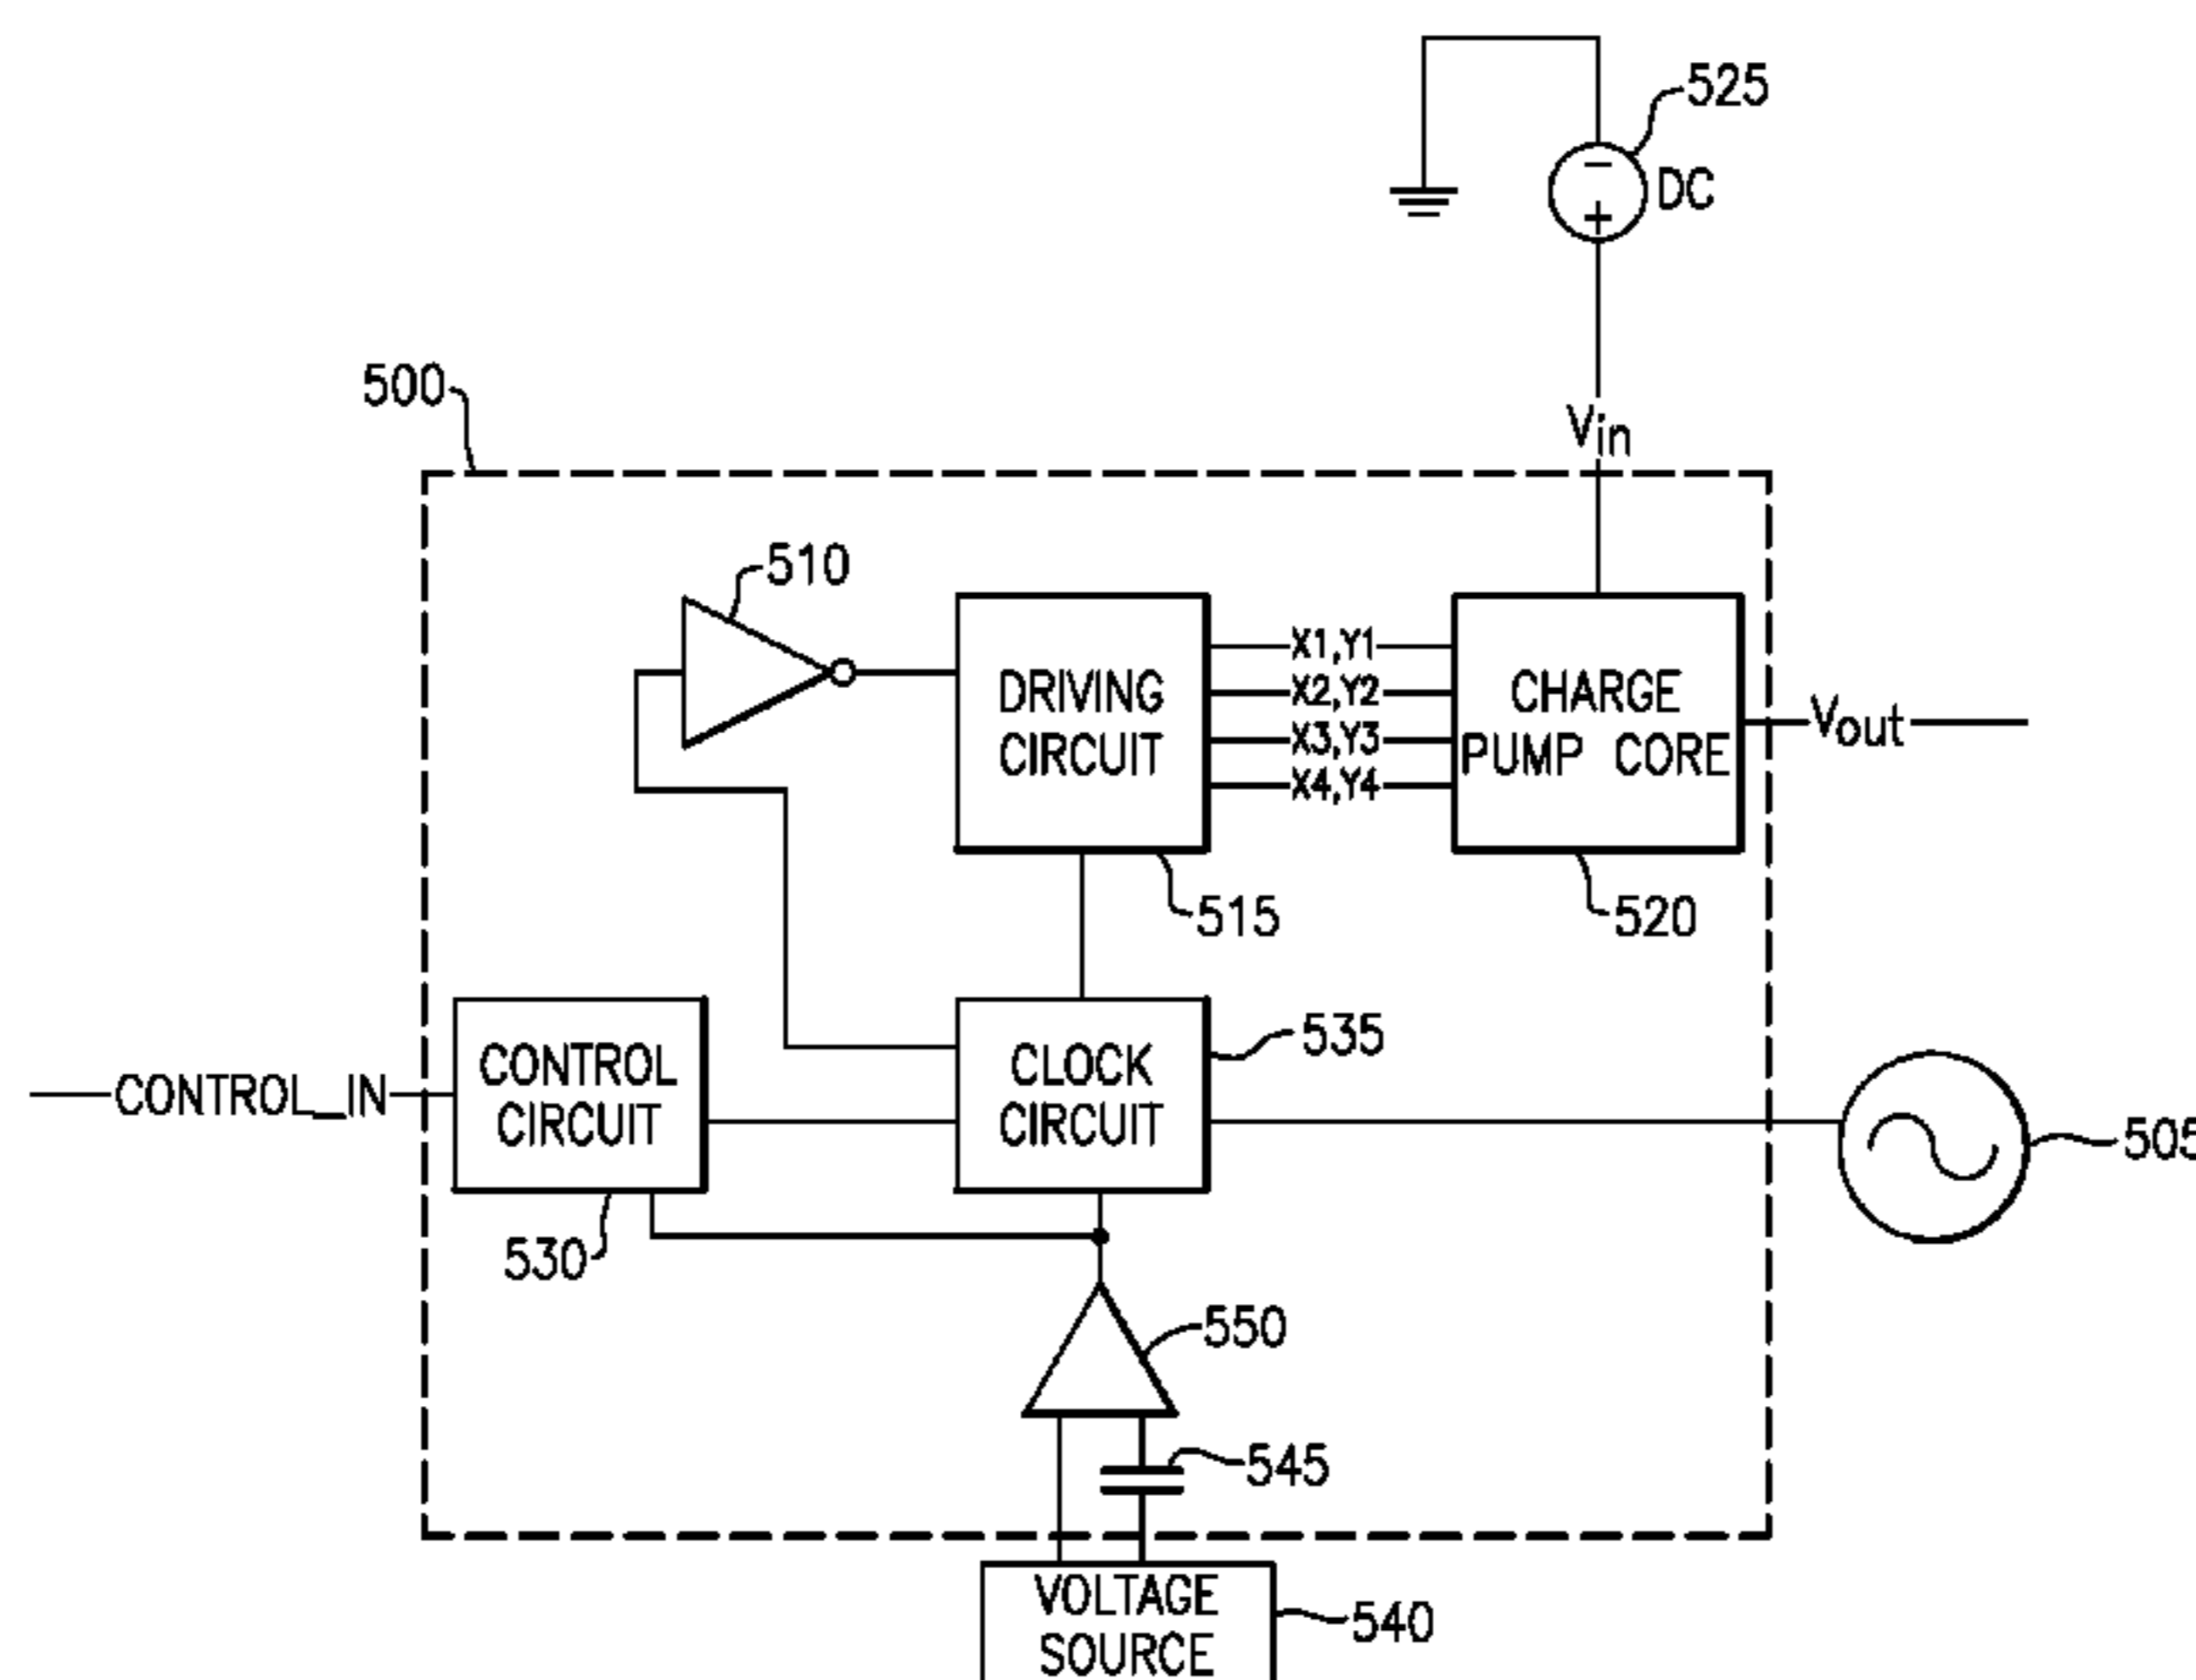 525
−
DC
+
Vin
500
510
DRIVING
CIRCUIT
X1,Y1
X2,Y2
X3,Y3
X4,Y4
CHARGE
PUMP CORE
Vout
515
520
CONTROL_IN
CONTROL
CIRCUIT
CLOCK
CIRCUIT
535
505
530
550
545
VOLTAGE
SOURCE
540